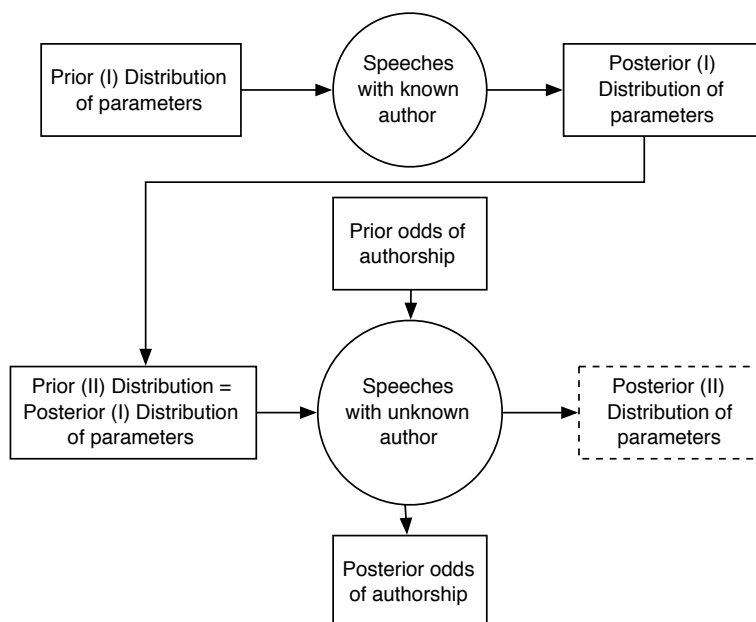 Prior (I) Distribution
of parameters
Speeches
with known
author
Posterior (I)
Distribution of
parameters
Prior odds of
authorship
Prior (II) Distribution =
Posterior (I) Distribution
of parameters
Speeches
with unknown
author
Posterior (II)
Distribution of
parameters
Posterior odds
of authorship